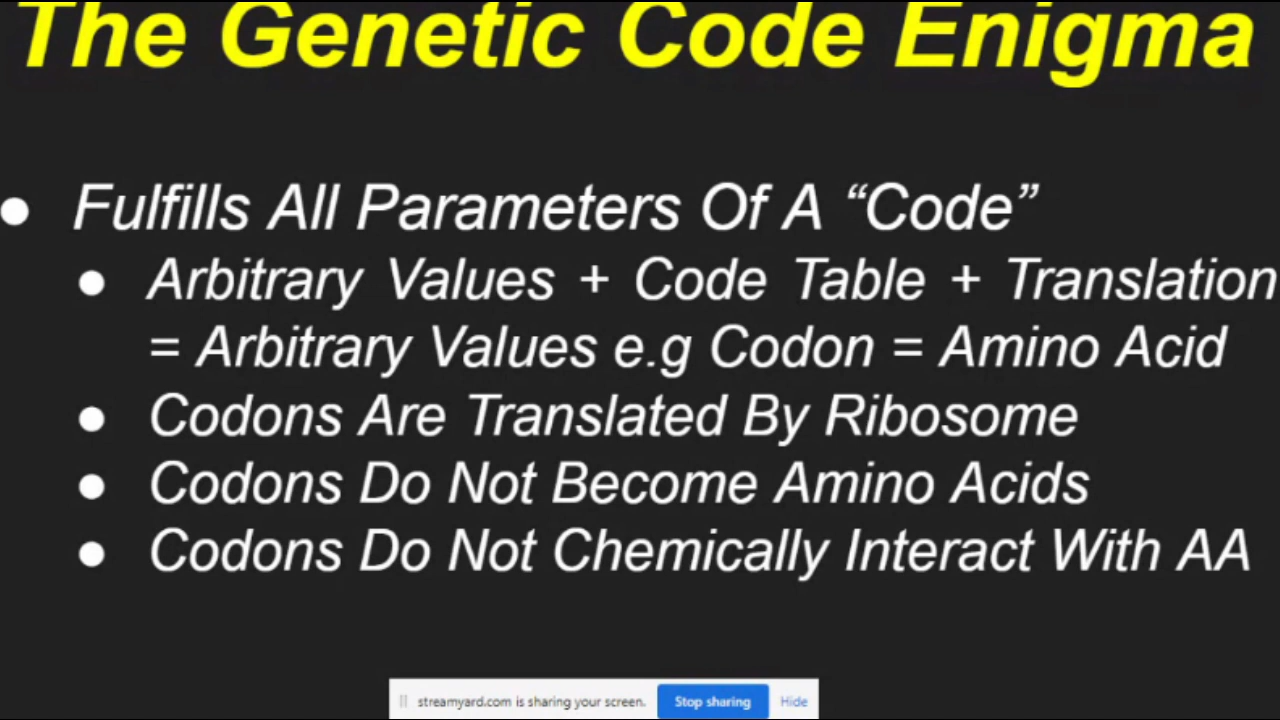 The Genetic Code Enigma
● Fulfills All Parameters Of A “Code”
● Arbitrary Values + Code Table + Translation
= Arbitrary Values e.g Codon = Amino Acid
● Codons Are Translated By Ribosome
● Codons Do Not Become Amino Acids
● Codons Do Not Chemically Interact With AA
streamyard.com is sharing your screen. Stop sharing Hide